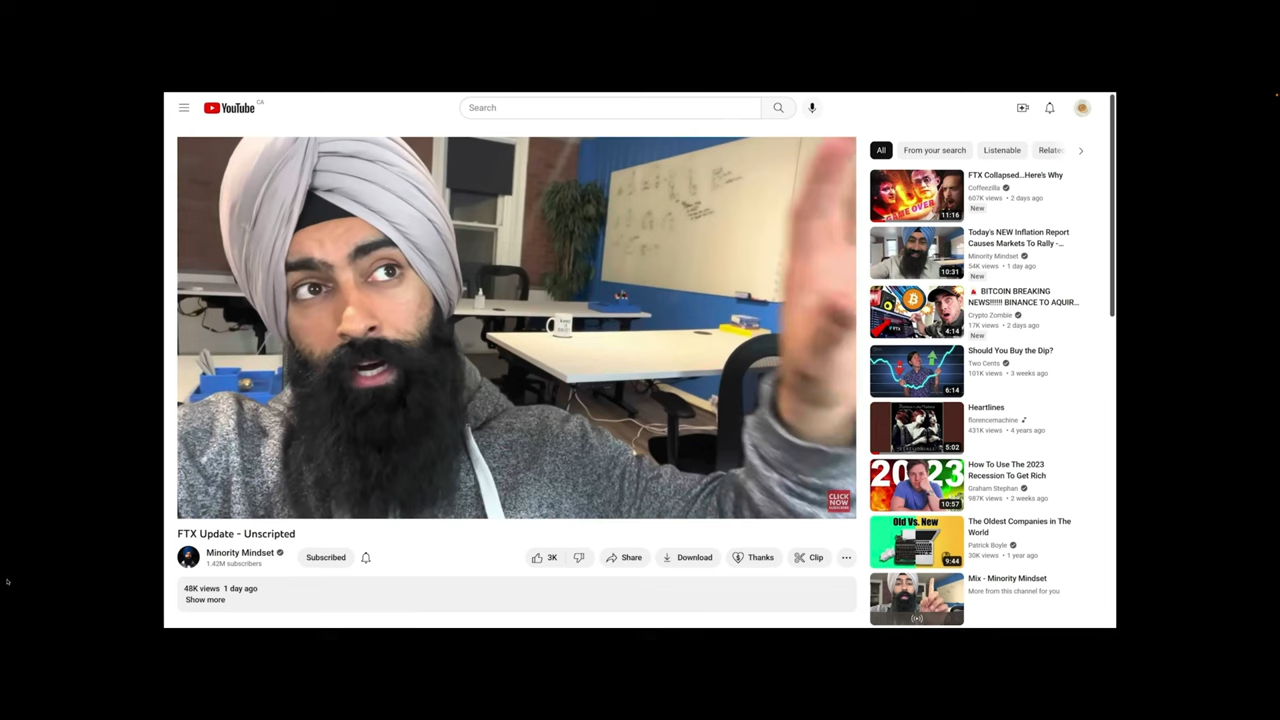 YouTube CA
Search
All
From your search
Listenable
Relate
FTX Collapsed...Here's Why
Coffeezilla
607K views • 2 days ago
New
GAME OVER
11:16
Today's NEW Inflation Report
Causes Markets To Rally -...
Minority Mindset
54K views • 1 day ago
New
10:31
BITCOIN BREAKING
NEWS!!!!!! BINANCE TO AQUIR...
Crypto Zombie
17K views • 2 days ago
New
4:14
Should You Buy the Dip?
Two Cents
101K views • 3 weeks ago
6:14
Heartlines
florencemachine
431K views • 4 years ago
5:02
How To Use The 2023
Recession To Get Rich
Graham Stephan
987K views • 2 weeks ago
2023
10:57
The Oldest Companies in The
World
Patrick Boyle
30K views • 1 year ago
Old Vs. New
9:44
Mix - Minority Mindset
More from this channel for you
CLICK
NOW
SUBSCRIBE
FTX Update - Unscripted
Minority Mindset
1.42M subscribers
Subscribed
3K
Share
Download
Thanks
Clip
48K views 1 day ago
Show more